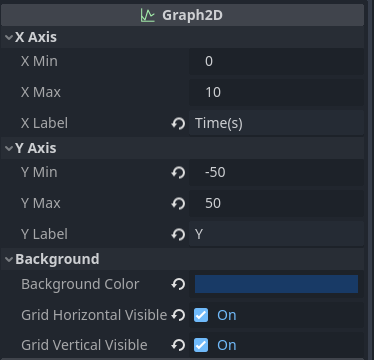 Graph2D
X Axis
X Min 0
X Max 10
X Label Time(s)
Y Axis
Y Min -50
Y Max 50
Y Label Y
Background
Background Color
Grid Horizontal Visible On
Grid Vertical Visible On